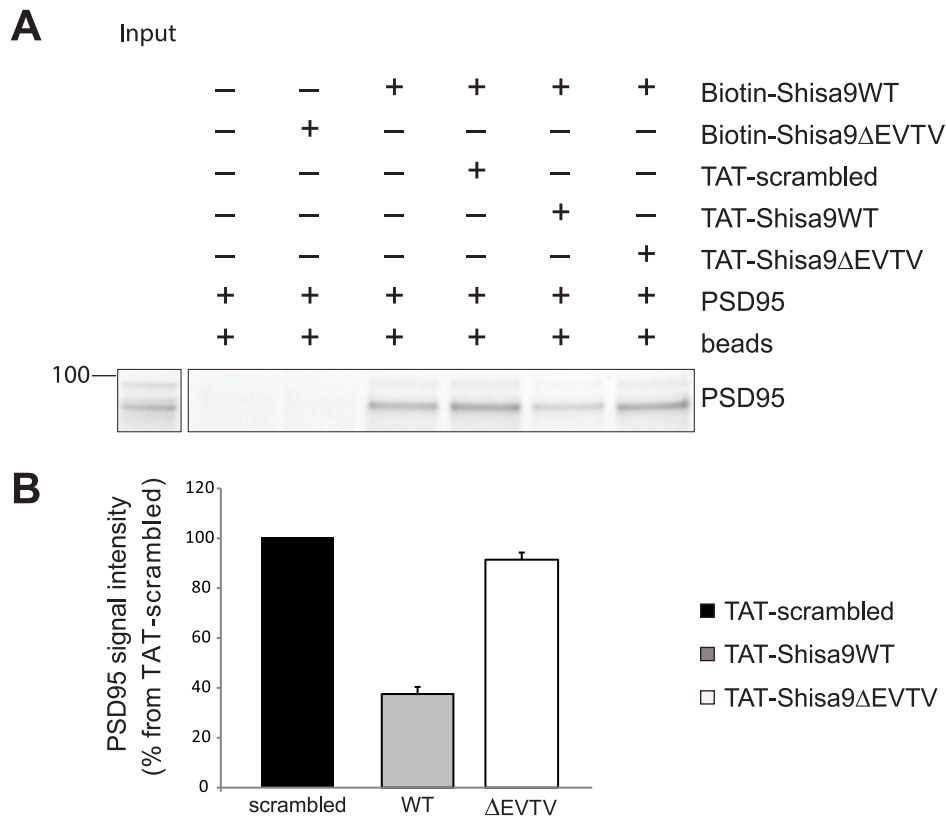 A
Input
— — + + + + Biotin-Shisa9WT
— + — — — — Biotin-Shisa9ΔEVTV
— — — + — — TAT-scrambled
— — — — + — TAT-Shisa9WT
— — — — — + TAT-Shisa9ΔEVTV
+ + + + + + PSD95
+ + + + + + beads
100 PSD95
B
PSD95 signal intensity
(% from TAT-scrambled)
120
100
80
60
40
20
0
scrambled WT ΔEVTV
TAT-scrambled
TAT-Shisa9WT
TAT-Shisa9ΔEVTV